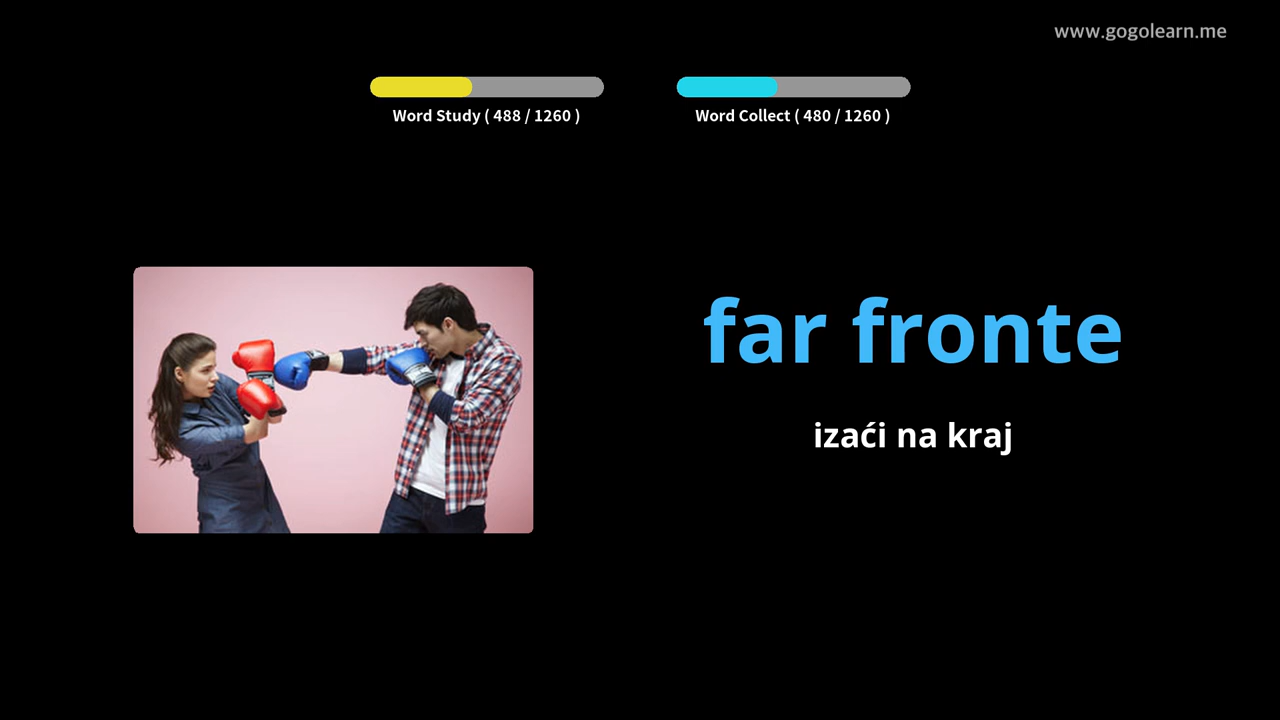 www.gogolearn.me
Word Study ( 488 / 1260 )
Word Collect ( 480 / 1260 )
far fronte
izaći na kraj